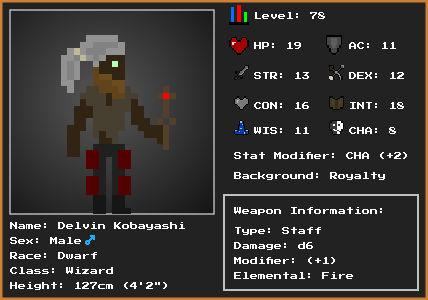 Level: 78
HP: 19 AC: 11
STR: 13 DEX: 12
CON: 16 INT: 18
WIS: 11 CHA: 8
Stat Modifier: CHA (+2)
Background: Royalty
Weapon Information:
Type: Staff
Damage: d6
Modifier: (+1)
Elemental: Fire
Name: Delvin Kobayashi
Sex: Male♂
Race: Dwarf
Class: Wizard
Height: 127cm (4'2")